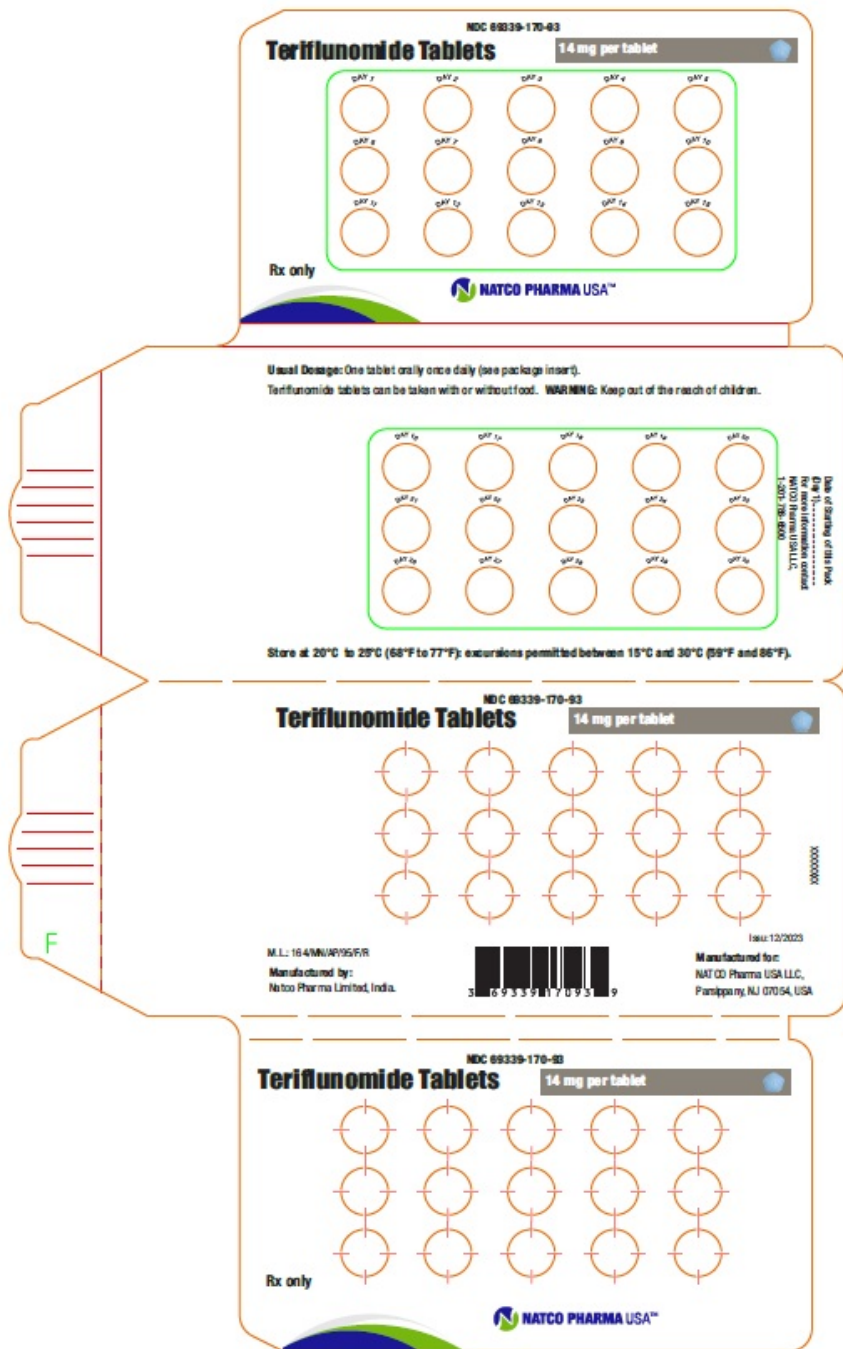 NDC 69339-170-93
Teriflunomide Tablets
14 mg per tablet
DAY 1 DAY 2 DAY 3 DAY 4 DAY 5
DAY 6 DAY 7 DAY 8 DAY 9 DAY 10
DAY 11 DAY 12 DAY 13 DAY 14 DAY 15
Rx only
NATCO PHARMA USA™
Usual Dosage: One tablet orally once daily (see package insert).
Teriflunomide tablets can be taken with or without food. WARNING: Keep out of the reach of children.
DAY 16 DAY 17 DAY 18 DAY 19 DAY 20
DAY 21 DAY 22 DAY 23 DAY 24 DAY 25
DAY 26 DAY 27 DAY 28 DAY 29 DAY 30
Date of Starting of this Pack
(Day 1)
For more information contact
NATCO Pharma USA LLC,
Store at 20°C to 25°C (68°F to 77°F): excursions permitted between 15°C and 30°C (59°F and 86°F).
NDC 69339-170-93
Teriflunomide Tablets
14 mg per tablet
XXXXXXXX
F
M.L.: 164/MN/AP/95/F/R
Manufactured by:
Natco Pharma Limited, India.
3 69339 17093 9
Issu:12/2023
Manufactured for:
NATCO Pharma USA LLC,
Parsippany, NJ 07054, USA
NDC 69339-170-93
Teriflunomide Tablets
14 mg per tablet
Rx only
NATCO PHARMA USA™